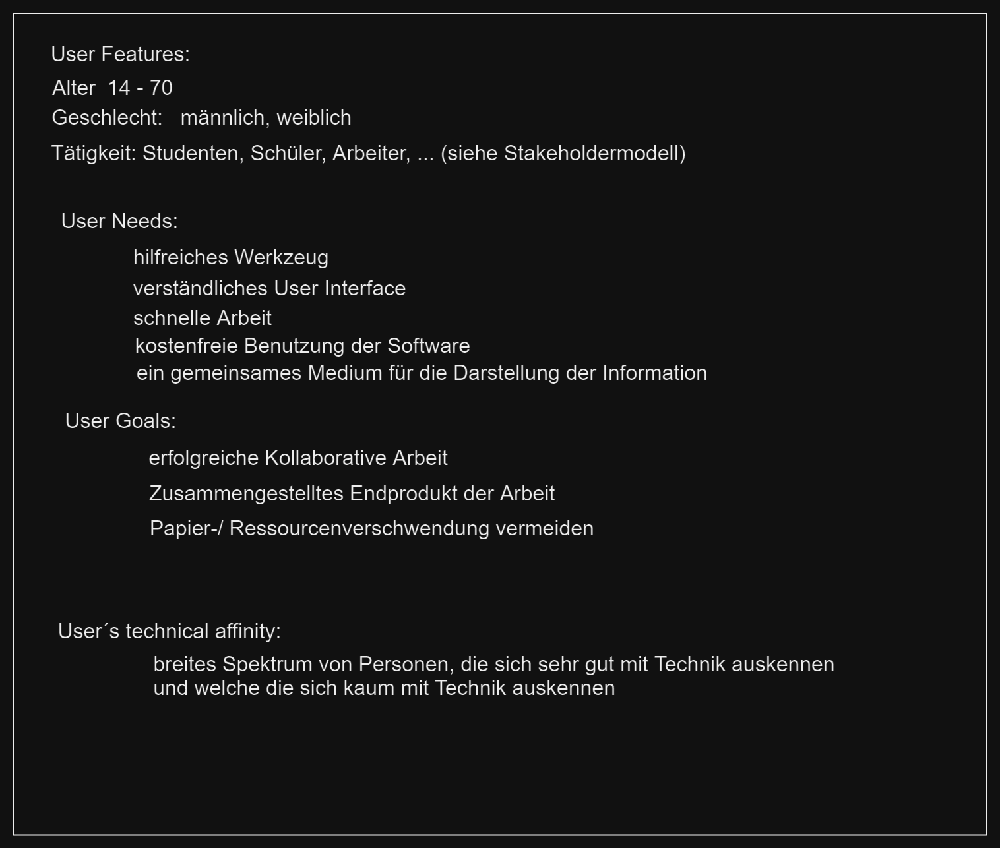 User Features:
Alter  14 - 70
Geschlecht:   männlich, weiblich
Tätigkeit: Studenten, Schüler, Arbeiter, ... (siehe Stakeholdermodell)
User Needs:
hilfreiches Werkzeug
verständliches User Interface
schnelle Arbeit
kostenfreie Benutzung der Software
ein gemeinsames Medium für die Darstellung der Information
User Goals:
erfolgreiche Kollaborative Arbeit
Zusammengestelltes Endprodukt der Arbeit
Papier-/ Ressourcenverschwendung vermeiden
User´s technical affinity:
breites Spektrum von Personen, die sich sehr gut mit Technik auskennen
und welche die sich kaum mit Technik auskennen